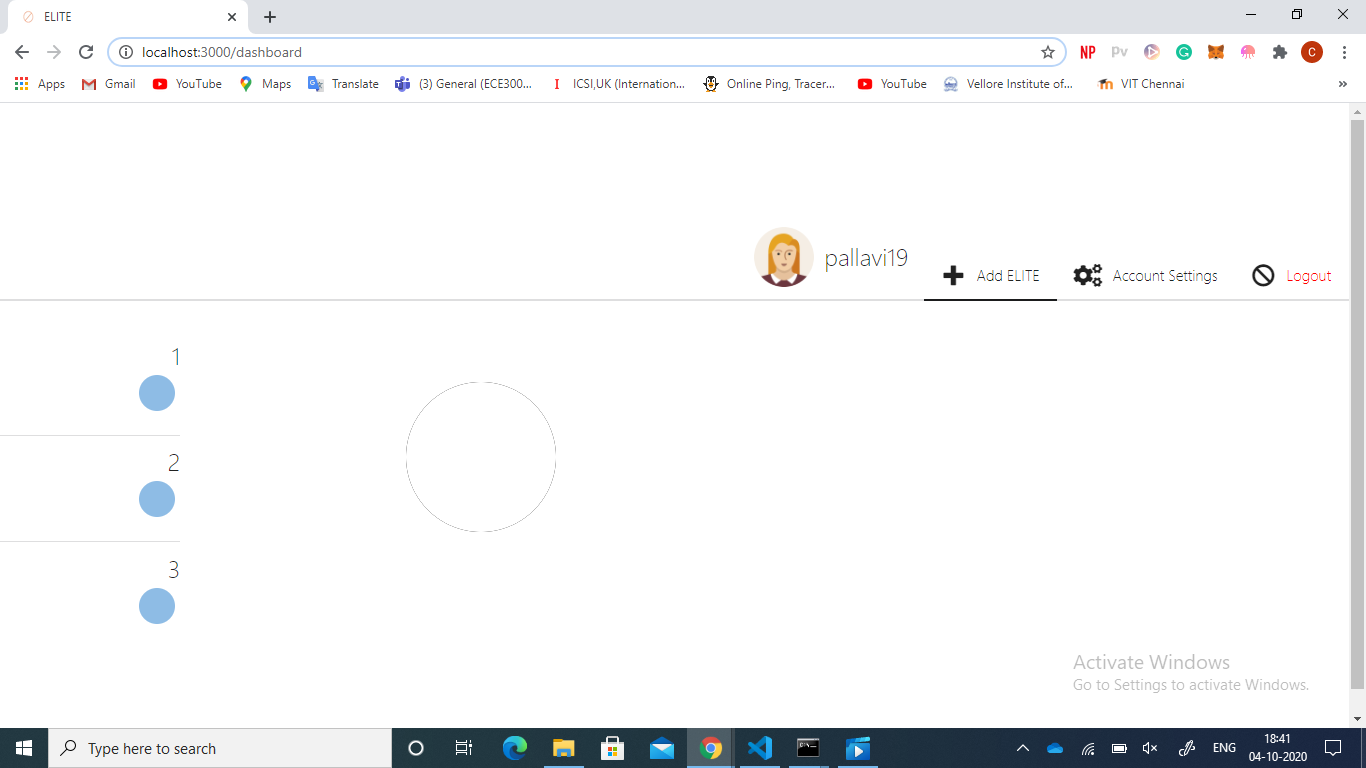 ELITE
localhost:3000/dashboard
NP Pv C
Apps Gmail YouTube Maps Translate (3) General (ECE300... ICSI,UK (Internation... Online Ping, Tracer... YouTube Vellore Institute of... VIT Chennai »
pallavi19 Add ELITE Account Settings Logout
1
2
3
Activate Windows
Go to Settings to activate Windows.
Type here to search
ENG
18:41
04-10-2020